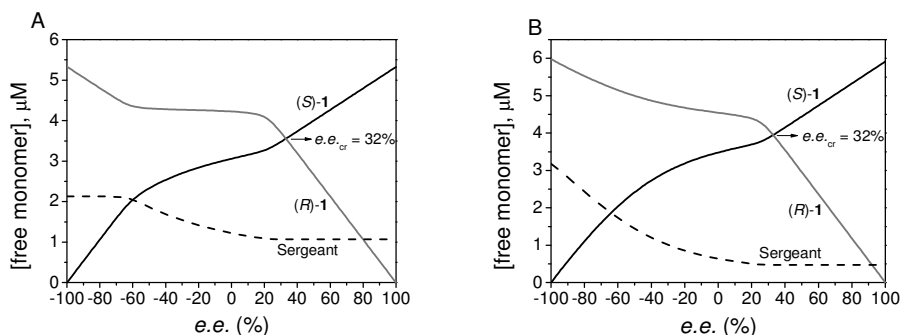 A
[free monomer], μM
6
5
4
3
2
1
0
(S)-1
e.e.cr = 32%
(R)-1
Sergeant
-100 -80 -60 -40 -20 0 20 40 60 80 100
e.e. (%)
B
[free monomer], μM
6
5
4
3
2
1
0
(S)-1
e.e.cr = 32%
(R)-1
Sergeant
-100 -80 -60 -40 -20 0 20 40 60 80 100
e.e. (%)